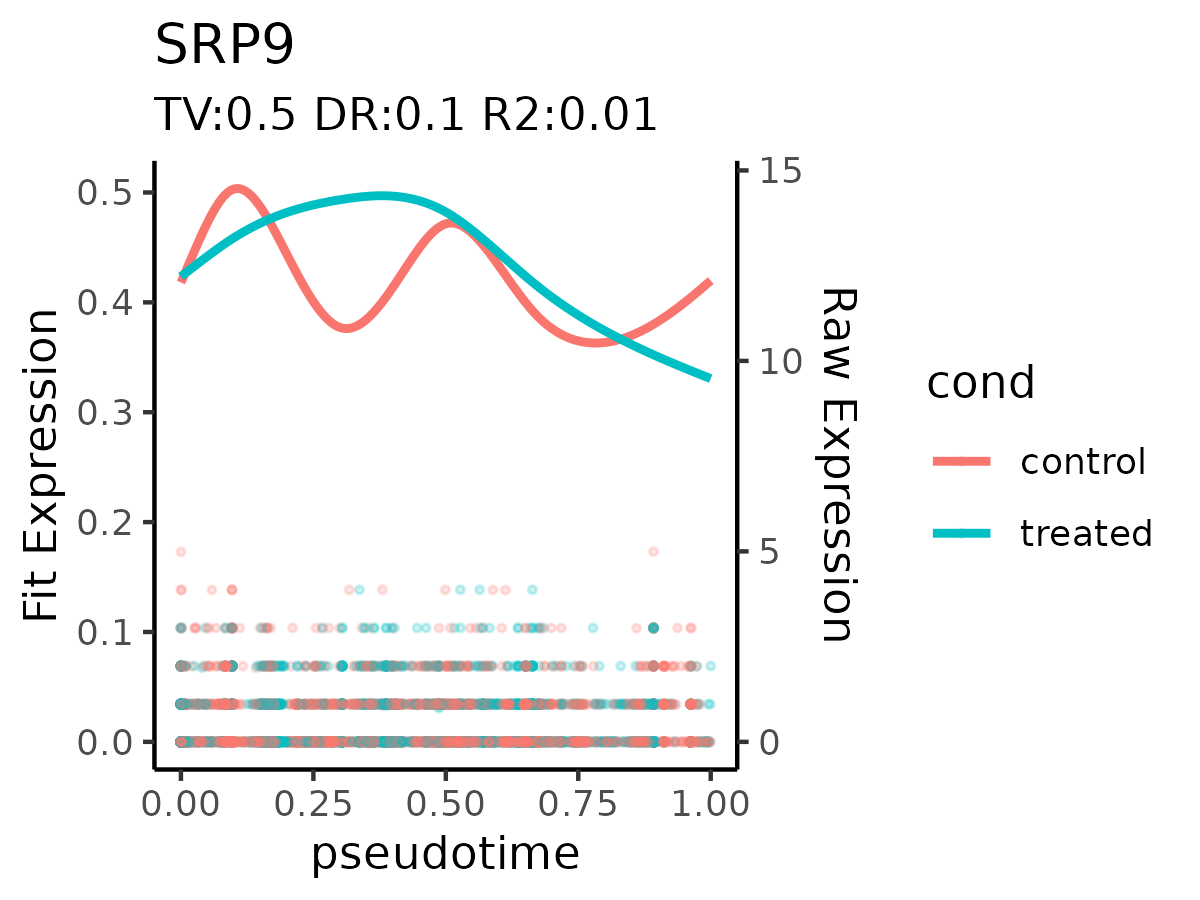 SRP9
TV:0.5 DR:0.1 R2:0.01
Fit Expression
0.5
0.4
0.3
0.2
0.1
0.0
15
10
5
0
Raw Expression
0.00 0.25 0.50 0.75 1.00
pseudotime
cond
control
treated